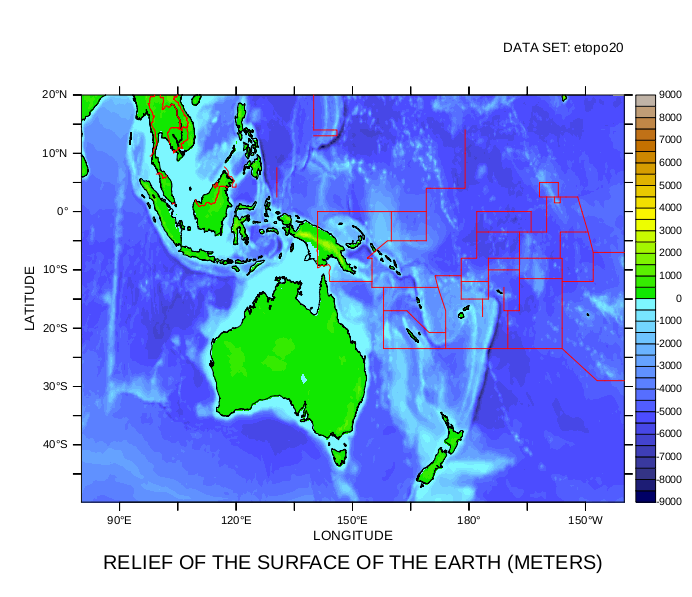 DATA SET: etopo20
20°N
10°N
0°
10°S
20°S
30°S
40°S
LATITUDE
90°E
120°E
150°E
180°
150°W
LONGITUDE
9000
8000
7000
6000
5000
4000
3000
2000
1000
0
-1000
-2000
-3000
-4000
-5000
-6000
-7000
-8000
-9000
RELIEF OF THE SURFACE OF THE EARTH (METERS)